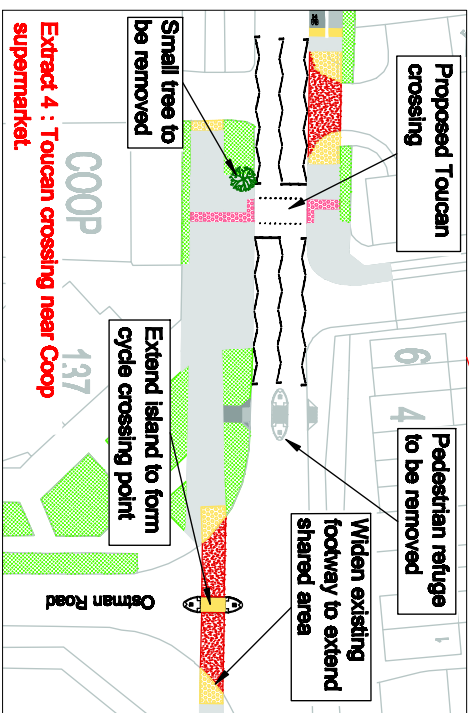 Proposed Toucan
crossing
Pedestrian refuge
to be removed
6
4
1
Widen existing
footway to extend
shared area
Small tree to
be removed
COOP
137
Extend island to form
cycle crossing point
Ostman Road
Extract 4 : Toucan crossing near Coop
supermarket.